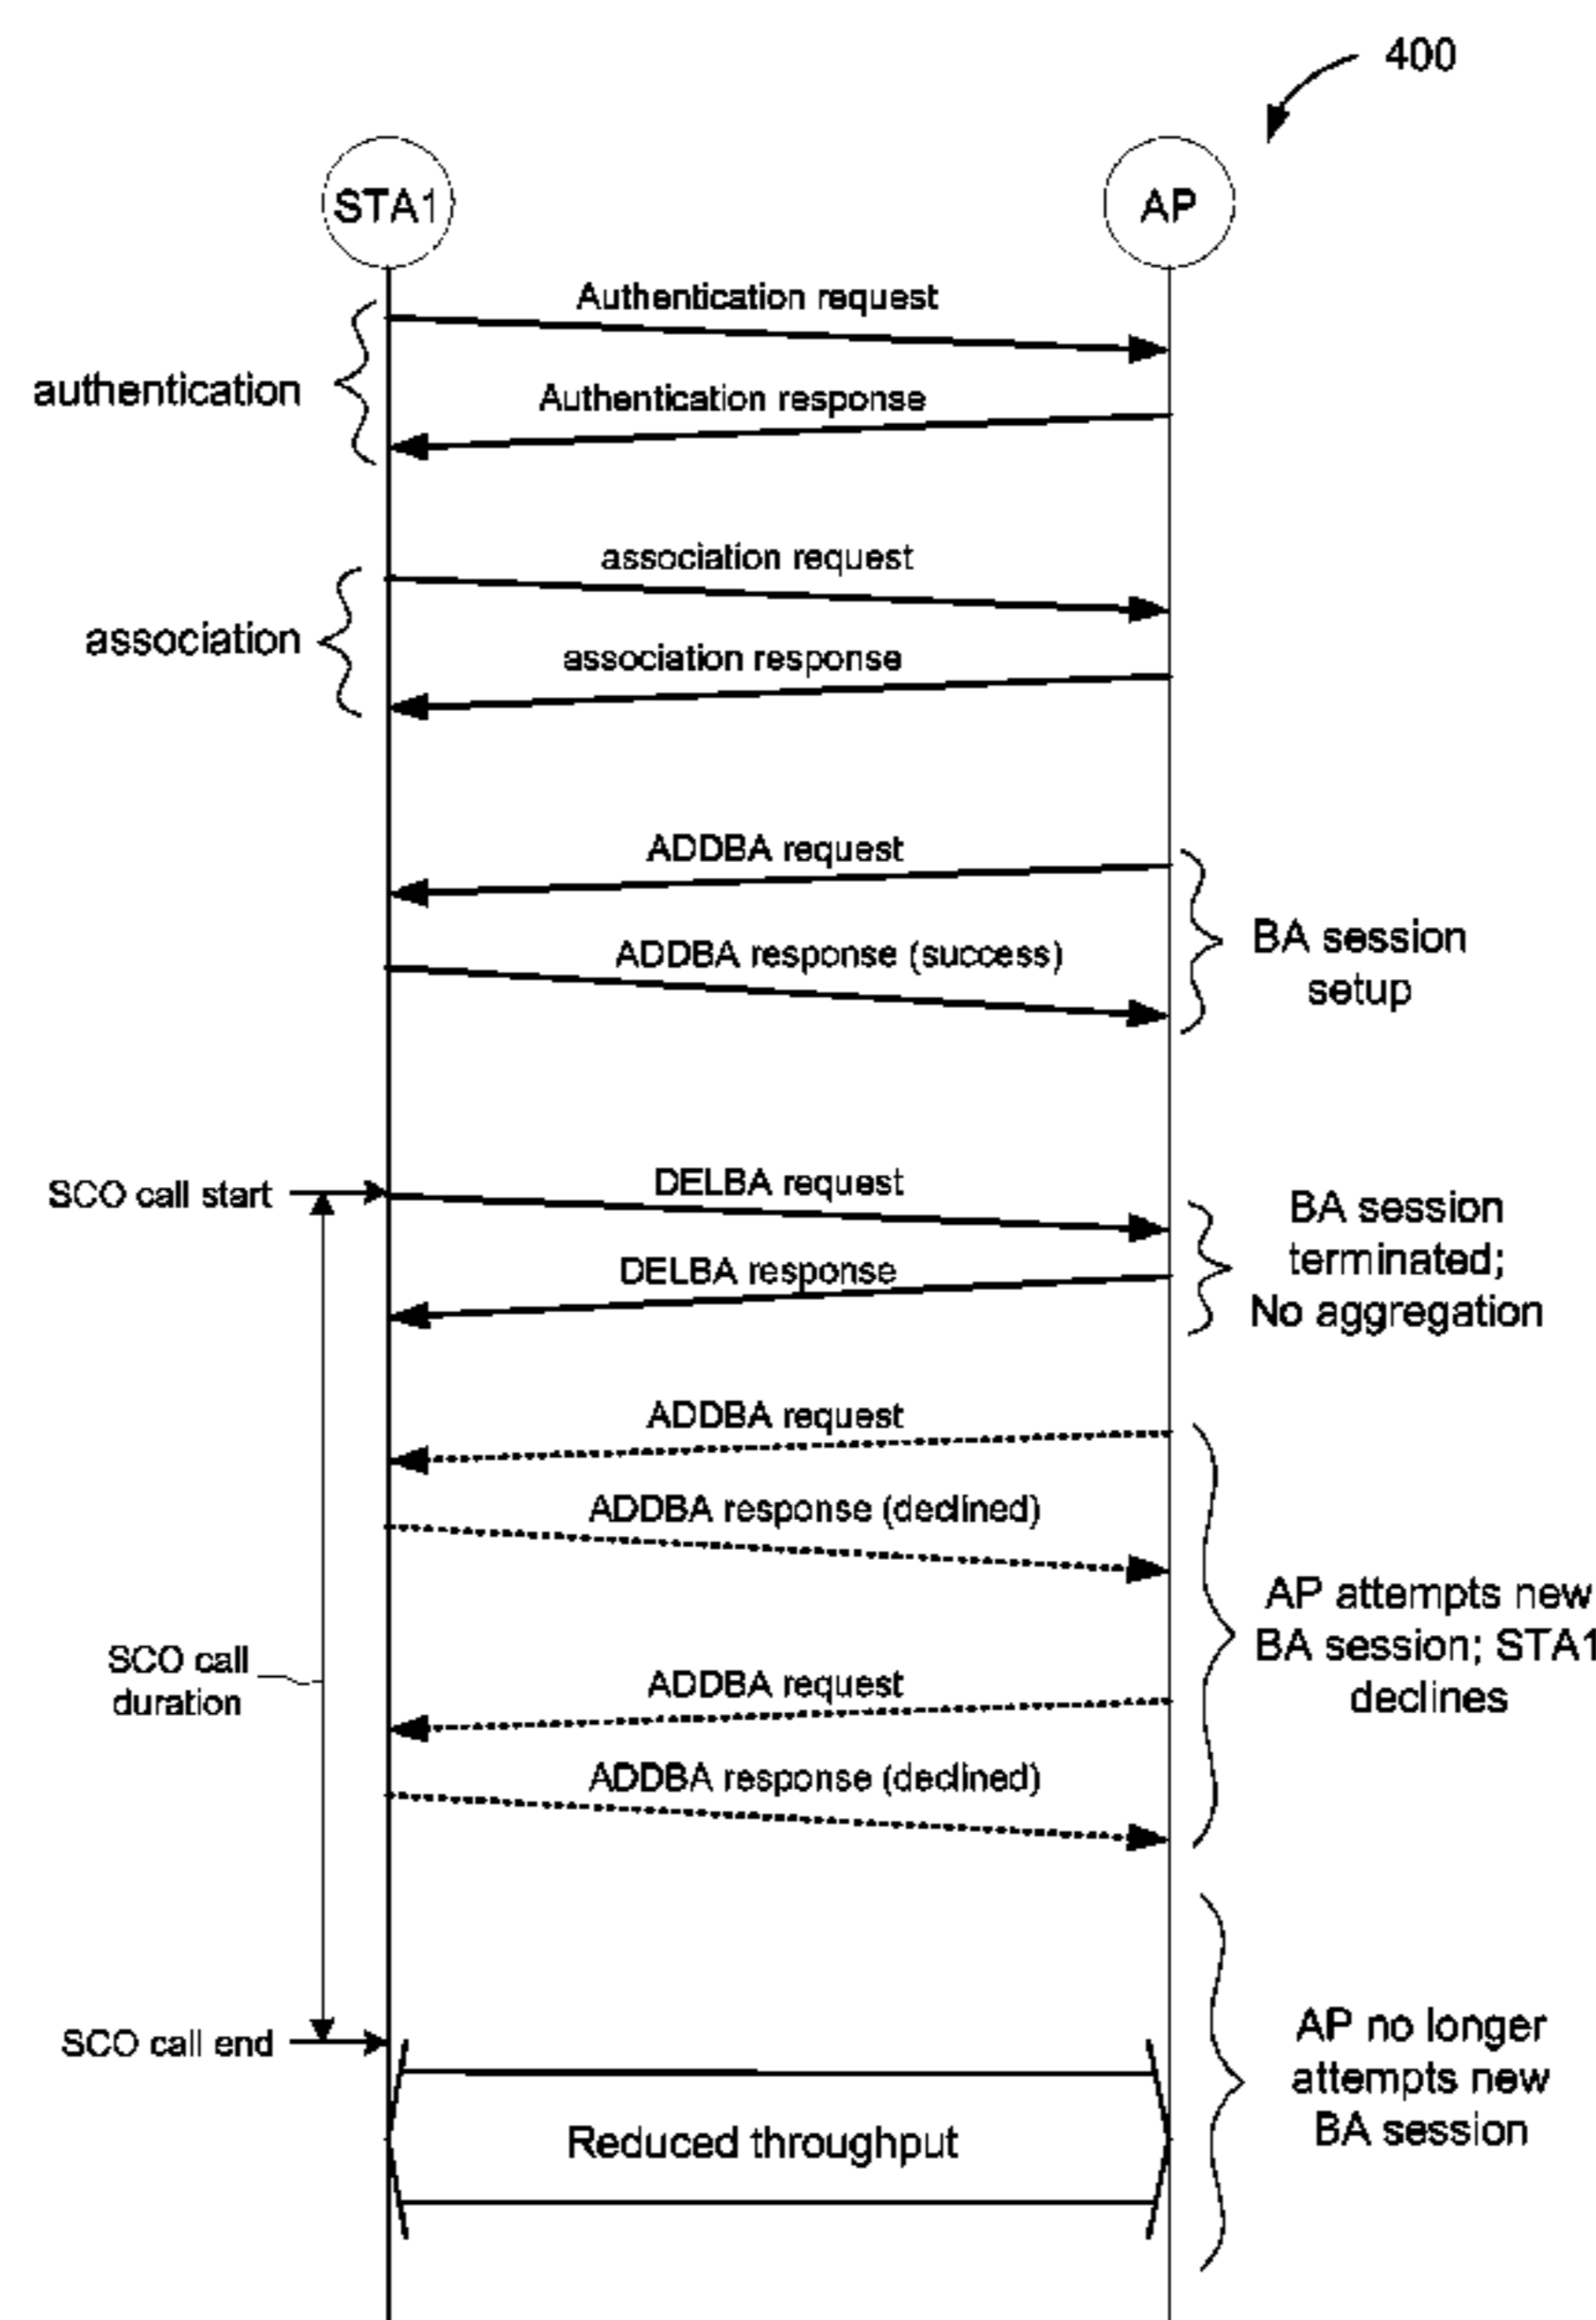 400
STA1
AP
Authentication request
authentication
Authentication response
association request
association
association response
ADDBA request
BA session
setup
ADDBA response (success)
SCO call start
DELBA request
BA session
terminated;
No aggregation
DELBA response
ADDBA request
ADDBA response (declined)
AP attempts new
BA session; STA1
declines
SCO call
duration
ADDBA request
ADDBA response (declined)
SCO call end
AP no longer
attempts new
BA session
Reduced throughput